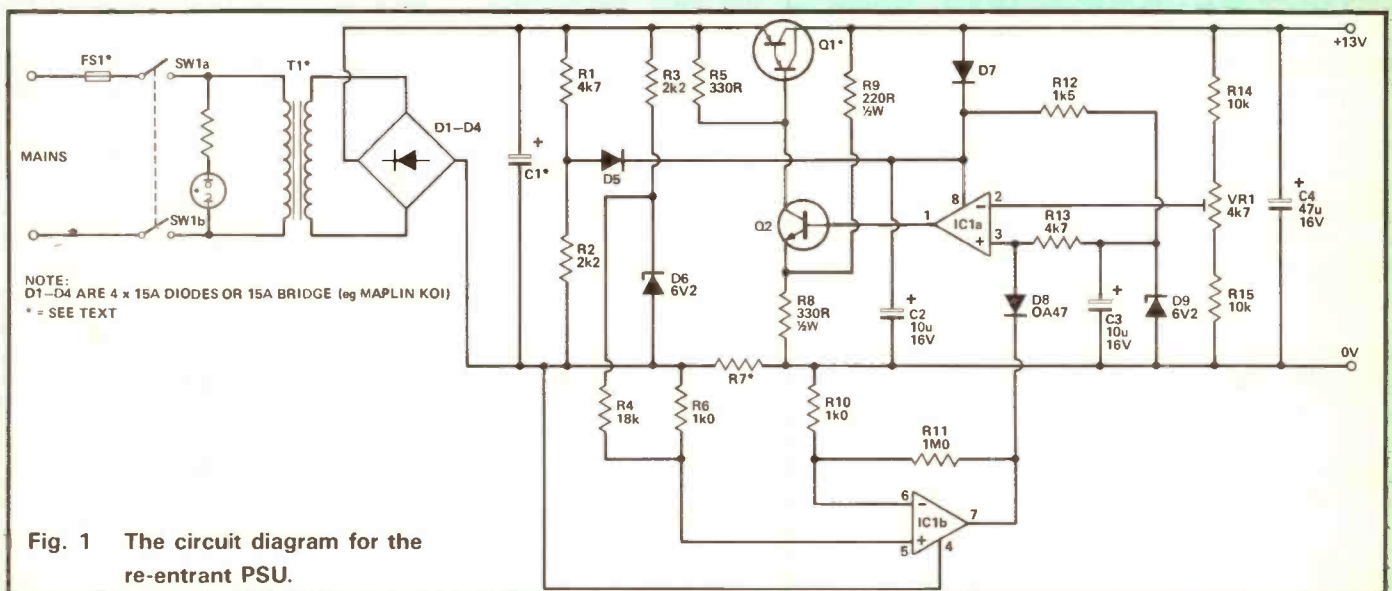 FS1*
SW1a
T1*
MAINS
SW1b
D1–D4
NOTE:
D1–D4 ARE 4 x 15A DIODES OR 15A BRIDGE (eg MAPLIN KOI)
* = SEE TEXT
C1*
+
R1
4k7
R2
2k2
R3
2k2
R5
330R
Q1*
R9
220R
½W
D7
R12
1k5
R14
10k
+13V
D5
8
1
2
3
IC1a
−
+
VR1
4k7
+
C4
47u
16V
Q2
R13
4k7
D6
6V2
R8
330R
½W
+
C2
10u
16V
D8
OA47
+
C3
10u
16V
D9
6V2
R15
10k
0V
R7*
R4
18k
R6
1k0
R10
1k0
R11
1M0
6
−
IC1b
7
5
+
4
Fig. 1 The circuit diagram for the
re-entrant PSU.